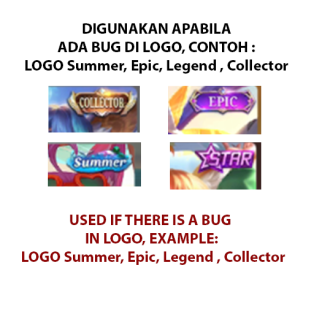 DIGUNAKAN APABILA
ADA BUG DI LOGO, CONTOH :
LOGO Summer, Epic, Legend , Collector
COLLECTOR
EPIC
Summer
STAR
USED IF THERE IS A BUG
IN LOGO, EXAMPLE:
LOGO Summer, Epic, Legend , Collector